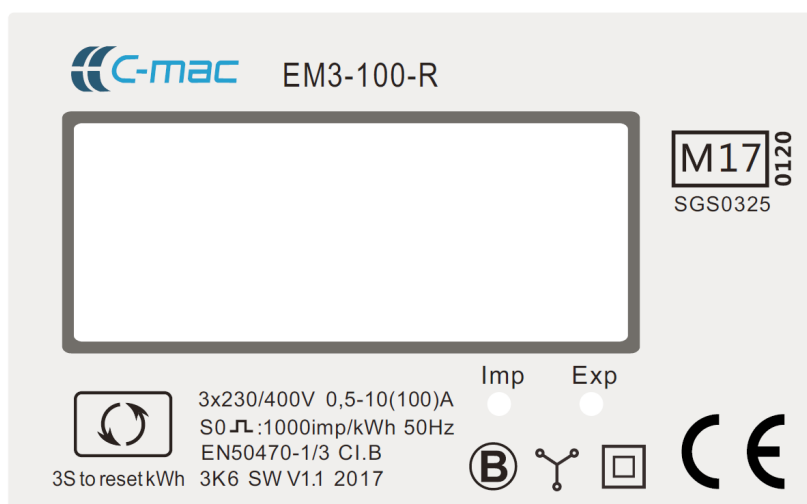 C-mac EM3-100-R
M17 0120
SGS0325
Imp Exp
3x230/400V 0,5-10(100)A
S0 :1000imp/kWh 50Hz
EN50470-1/3 Cl.B
3K6 SW V1.1 2017
3S to reset kWh
B
CE